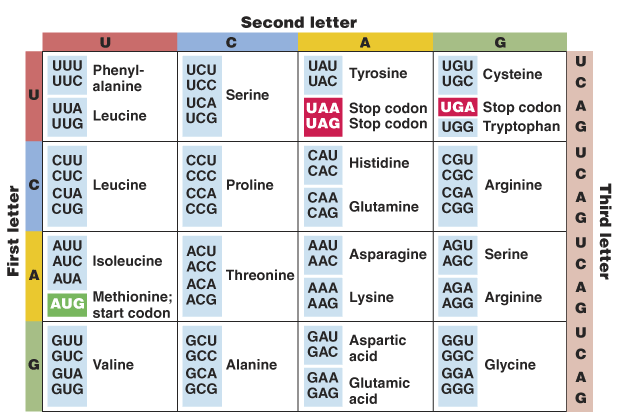 Second letter
U C A G
First letter
Third letter
U
UUU
UUC
Phenyl-
alanine
UUA
UUG
Leucine
UCU
UCC
UCA
UCG
Serine
UAU
UAC
Tyrosine
UAA Stop codon
UAG Stop codon
UGU
UGC
Cysteine
UGA Stop codon
UGG Tryptophan
U
C
A
G
C
CUU
CUC
CUA
CUG
Leucine
CCU
CCC
CCA
CCG
Proline
CAU
CAC
Histidine
CAA
CAG
Glutamine
CGU
CGC
CGA
CGG
Arginine
U
C
A
G
A
AUU
AUC
AUA
Isoleucine
AUG
Methionine;
start codon
ACU
ACC
ACA
ACG
Threonine
AAU
AAC
Asparagine
AAA
AAG
Lysine
AGU
AGC
Serine
AGA
AGG
Arginine
U
C
A
G
G
GUU
GUC
GUA
GUG
Valine
GCU
GCC
GCA
GCG
Alanine
GAU
GAC
Aspartic
acid
GAA
GAG
Glutamic
acid
GGU
GGC
GGA
GGG
Glycine
U
C
A
G